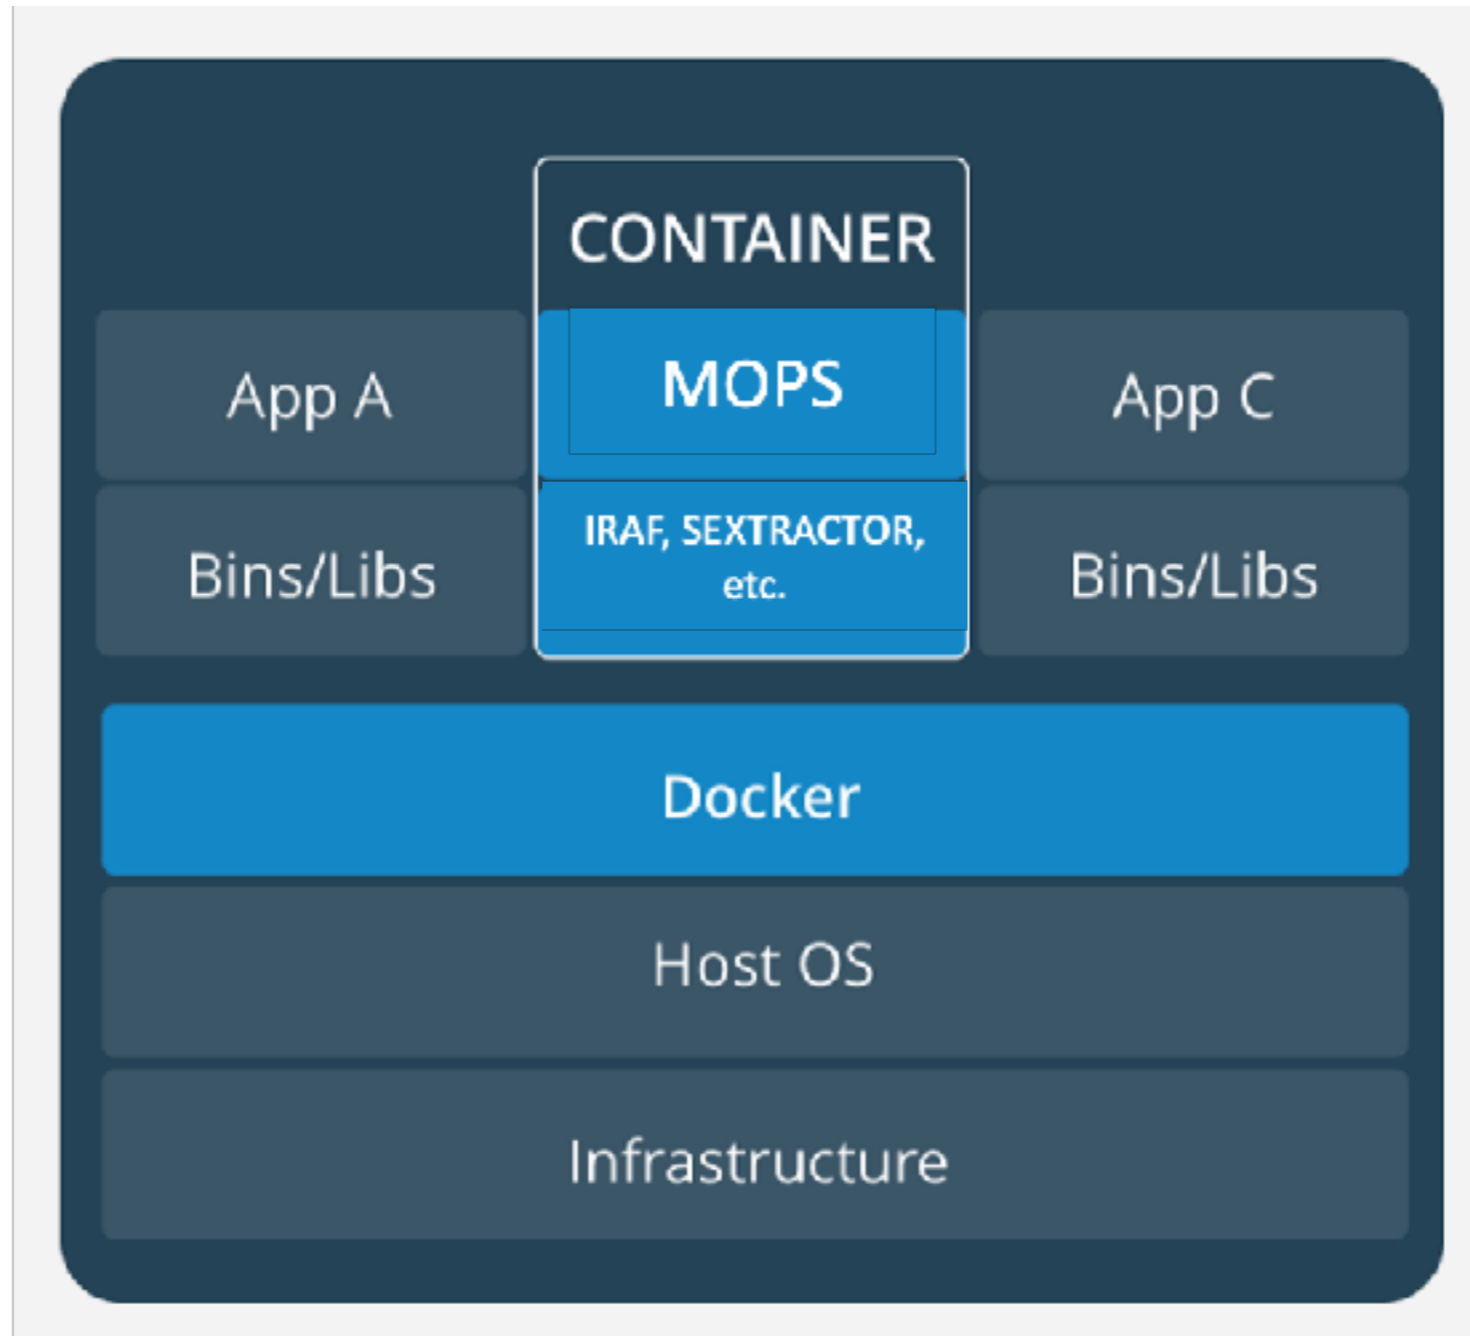 CONTAINER
App A
MOPS
App C
Bins/Libs
IRAF, SEXTRACTOR,
etc.
Bins/Libs
Docker
Host OS
Infrastructure